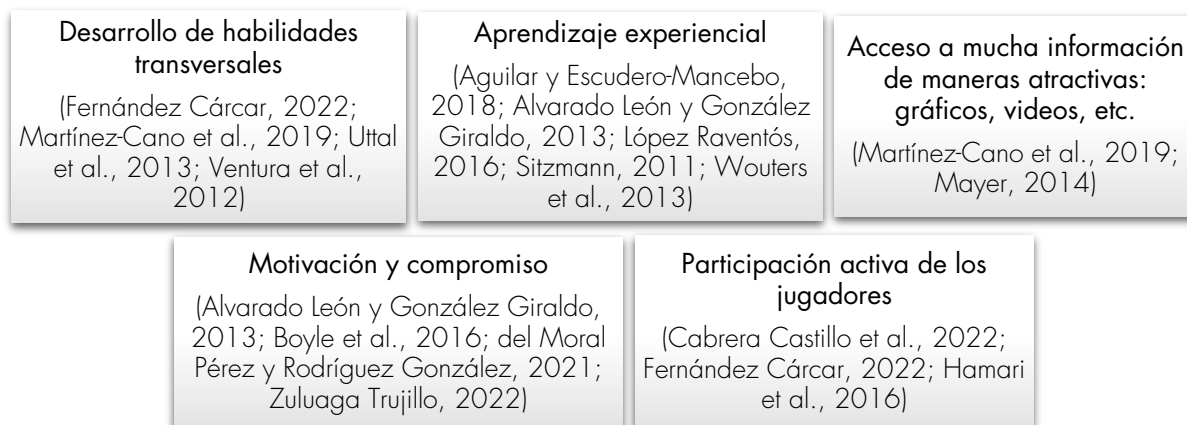 Desarrollo de habilidades
transversales
(Fernández Cárcar, 2022;
Martínez-Cano et al., 2019; Uttal
et al., 2013; Ventura et al.,
2012)
Aprendizaje experiencial
(Aguilar y Escudero-Mancebo,
2018; Alvarado León y González
Giraldo, 2013; López Raventós,
2016; Sitzmann, 2011; Wouters
et al., 2013)
Acceso a mucha información
de maneras atractivas:
gráficos, videos, etc.
(Martínez-Cano et al., 2019;
Mayer, 2014)
Motivación y compromiso
(Alvarado León y González Giraldo,
2013; Boyle et al., 2016; del Moral
Pérez y Rodríguez González, 2021;
Zuluaga Trujillo, 2022)
Participación activa de los
jugadores
(Cabrera Castillo et al., 2022;
Fernández Cárcar, 2022; Hamari
et al., 2016)